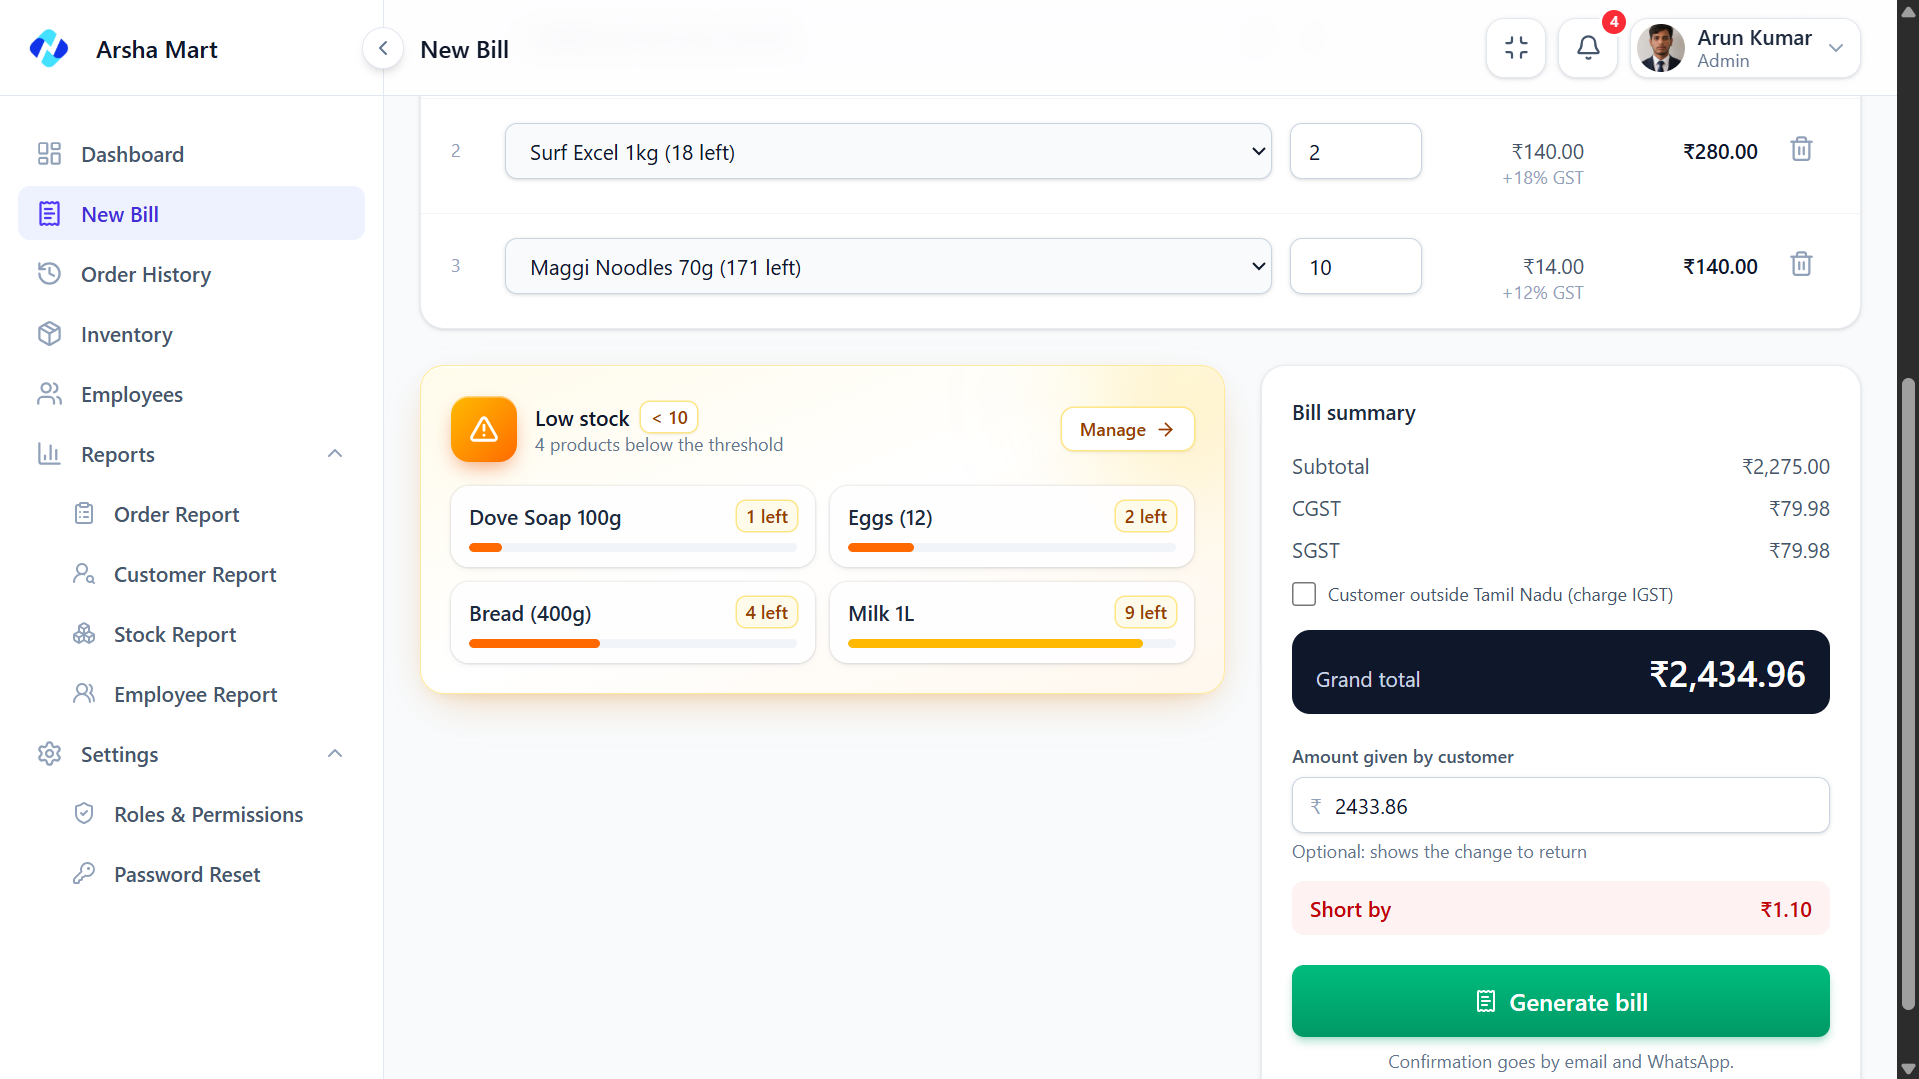 Arsha Mart
New Bill
4
Arun Kumar
Admin
Dashboard
New Bill
Order History
Inventory
Employees
Reports
Order Report
Customer Report
Stock Report
Employee Report
Settings
Roles & Permissions
Password Reset
2 Surf Excel 1kg (18 left) 2 ₹140.00 ₹280.00
+18% GST
3 Maggi Noodles 70g (171 left) 10 ₹14.00 ₹140.00
+12% GST
Low stock < 10
4 products below the threshold
Manage
Dove Soap 100g 1 left
Eggs (12) 2 left
Bread (400g) 4 left
Milk 1L 9 left
Bill summary
Subtotal ₹2,275.00
CGST ₹79.98
SGST ₹79.98
Customer outside Tamil Nadu (charge IGST)
Grand total ₹2,434.96
Amount given by customer
₹ 2433.86
Optional: shows the change to return
Short by ₹1.10
Generate bill
Confirmation goes by email and WhatsApp.